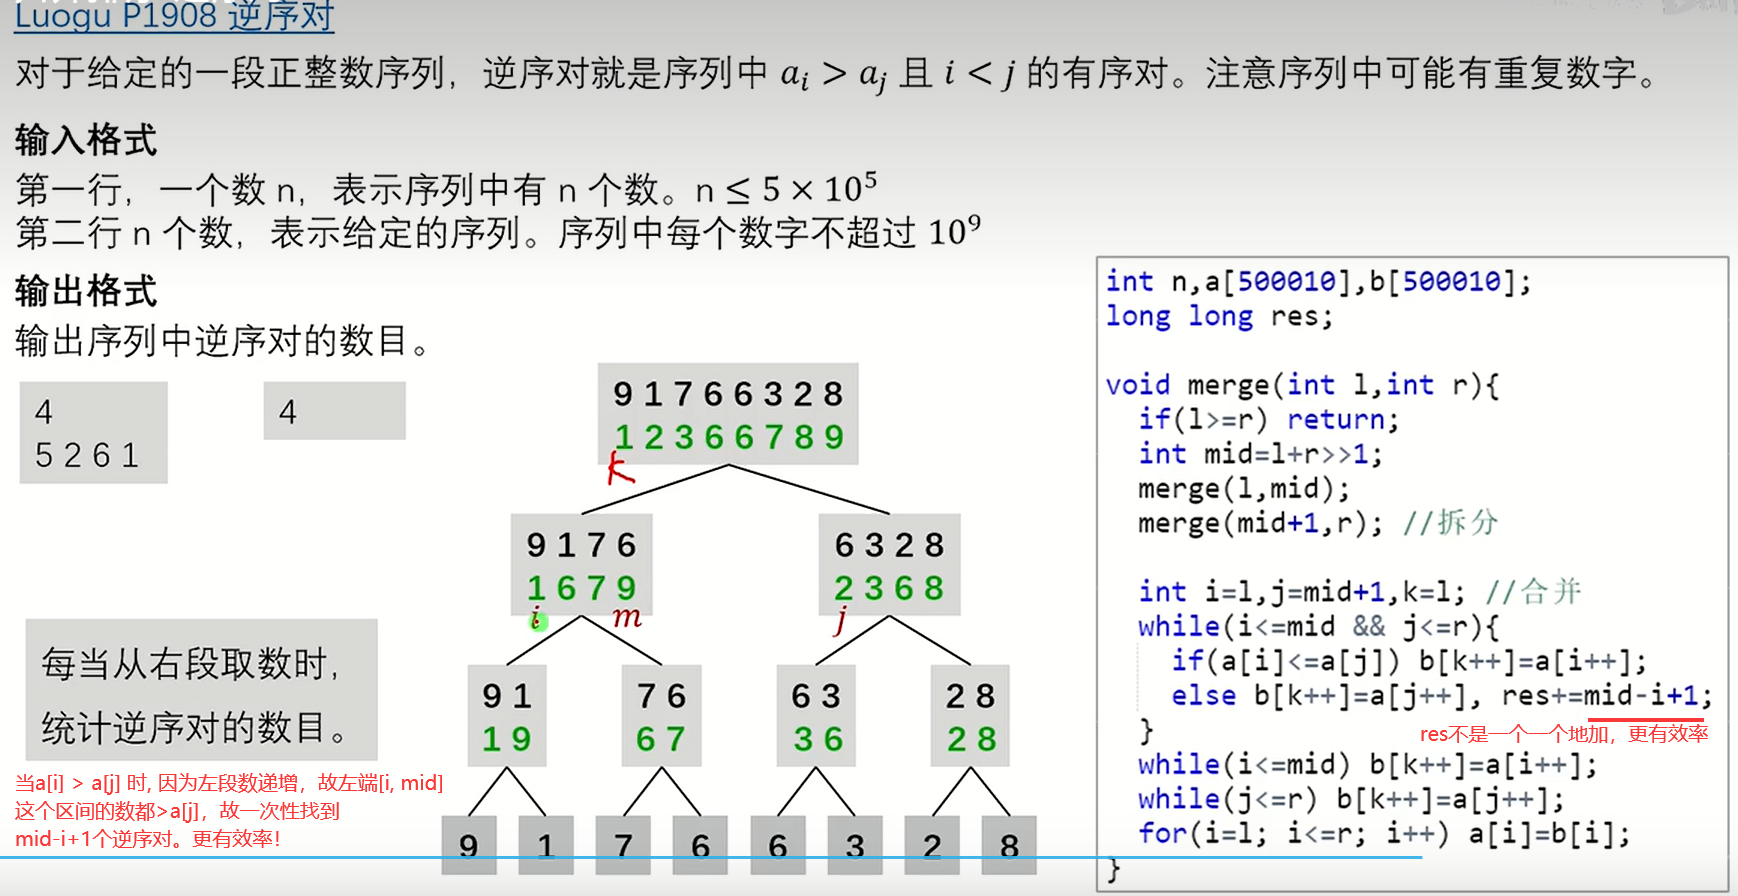 Luogu P1908 逆序对
对于给定的一段正整数序列，逆序对就是序列中 aᵢ > aⱼ 且 i < j 的有序对。注意序列中可能有重复数字。
输入格式
第一行，一个数 n，表示序列中有 n 个数。n ≤ 5 × 10⁵
第二行 n 个数，表示给定的序列。序列中每个数字不超过 10⁹
输出格式
输出序列中逆序对的数目。
4
5 2 6 1
4
每当从右段取数时，
统计逆序对的数目。
当a[i] > a[j] 时, 因为左段数递增，故左端[i, mid]
这个区间的数都>a[j]，故一次性找到
mid-i+1个逆序对。更有效率！
9 1 7 6 6 3 2 8
1 2 3 6 6 7 8 9
k
9 1 7 6
1 6 7 9
i m
6 3 2 8
2 3 6 8
j
9 1
1 9
7 6
6 7
6 3
3 6
2 8
2 8
9 1 7 6 6 3 2 8
int n,a[500010],b[500010];
long long res;
void merge(int l,int r){
if(l>=r) return;
int mid=l+r>>1;
merge(l,mid);
merge(mid+1,r); //拆分
int i=l,j=mid+1,k=l; //合并
while(i<=mid && j<=r){
if(a[i]<=a[j]) b[k++]=a[i++];
else b[k++]=a[j++], res+=mid-i+1;
}
res不是一个一个地加，更有效率
while(i<=mid) b[k++]=a[i++];
while(j<=r) b[k++]=a[j++];
for(i=l; i<=r; i++) a[i]=b[i];
}